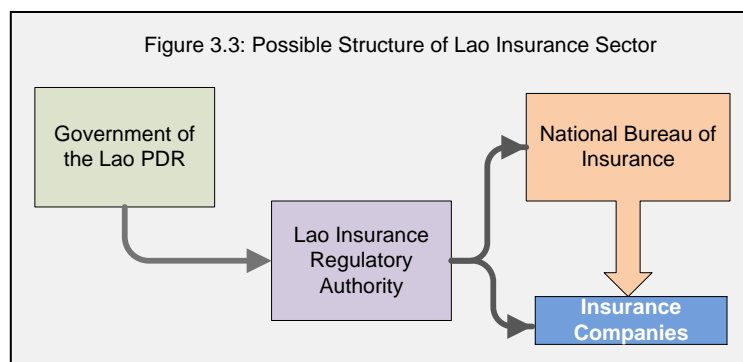 Figure 3.3: Possible Structure of Lao Insurance Sector
Government of
the Lao PDR
National Bureau of
Insurance
Lao Insurance
Regulatory
Authority
Insurance
Companies